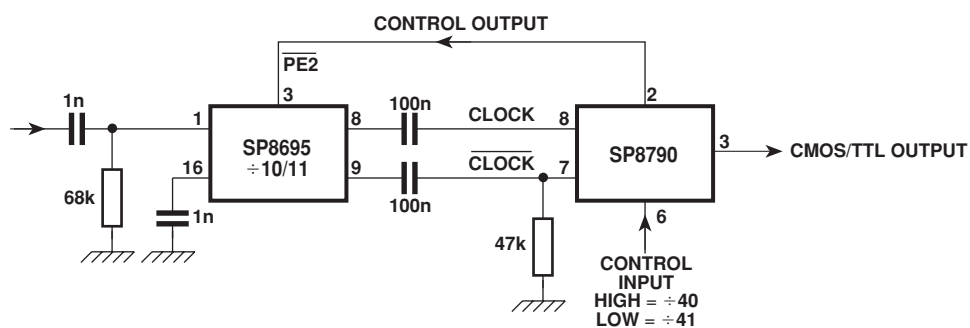 CONTROL OUTPUT
PE2
3
2
1n
1
SP8695
÷10/11
8
100n
CLOCK
8
SP8790
3
CMOS/TTL OUTPUT
16
9
100n
CLOCK
7
68k
1n
47k
6
CONTROL
INPUT
HIGH = ÷40
LOW = ÷41